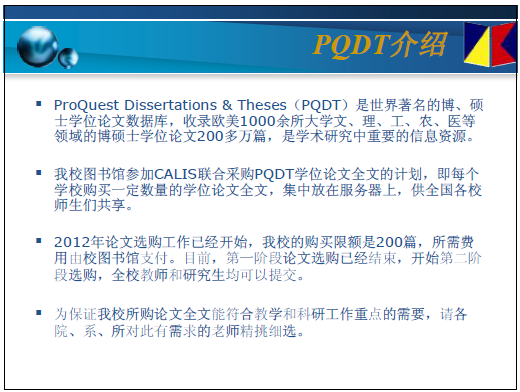 PQDT介绍
ProQuest Dissertations & Theses（PQDT）是世界著名的博、硕
士学位论文数据库，收录欧美1000余所大学文、理、工、农、医等
领域的博硕士学位论文200多万篇，是学术研究中重要的信息资源。
我校图书馆参加CALIS联合采购PQDT学位论文全文的计划，即每个
学校购买一定数量的学位论文全文，集中放在服务器上，供全国各校
师生们共享。
2012年论文选购工作已经开始，我校的购买限额是200篇，所需费
用由校图书馆支付。目前，第一阶段论文选购已经结束，开始第二阶
段选购，全校教师和研究生均可以提交。
为保证我校所购论文全文能符合教学和科研工作重点的需要，请各
院、系、所对此有需求的老师精挑细选。